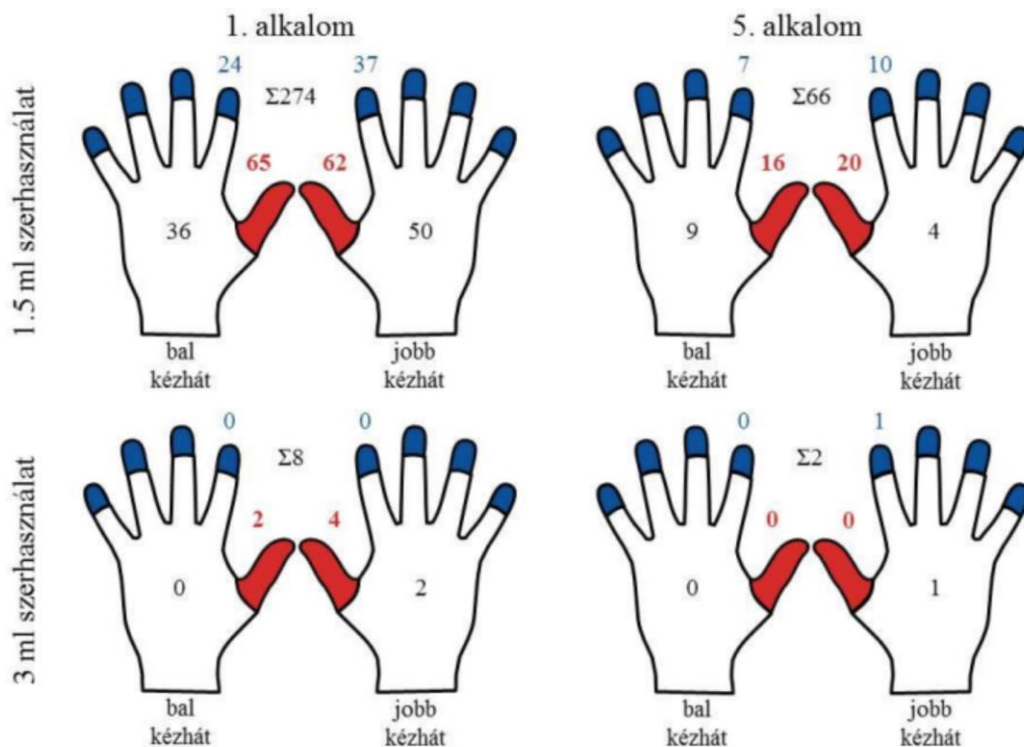 1. alkalom
5. alkalom
1.5 ml szerhasználat
24
37
Σ274
65
62
36
50
bal
kézhát
jobb
kézhát
7
10
Σ66
16
20
9
4
bal
kézhát
jobb
kézhát
3 ml szerhasználat
0
0
Σ8
2
4
0
2
bal
kézhát
jobb
kézhát
0
1
Σ2
0
0
0
1
bal
kézhát
jobb
kézhát